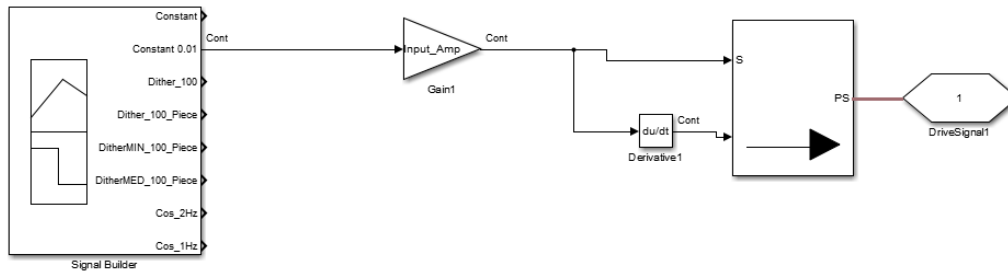 Constant
Constant 0.01
Cont
Dither_100
Dither_100_Piece
DitherMIN_100_Piece
DitherMED_100_Piece
Cos_2Hz
Cos_1Hz
Signal Builder
Input_Amp
Gain1
Cont
du/dt
Cont
Derivative1
S
PS
1
DriveSignal1